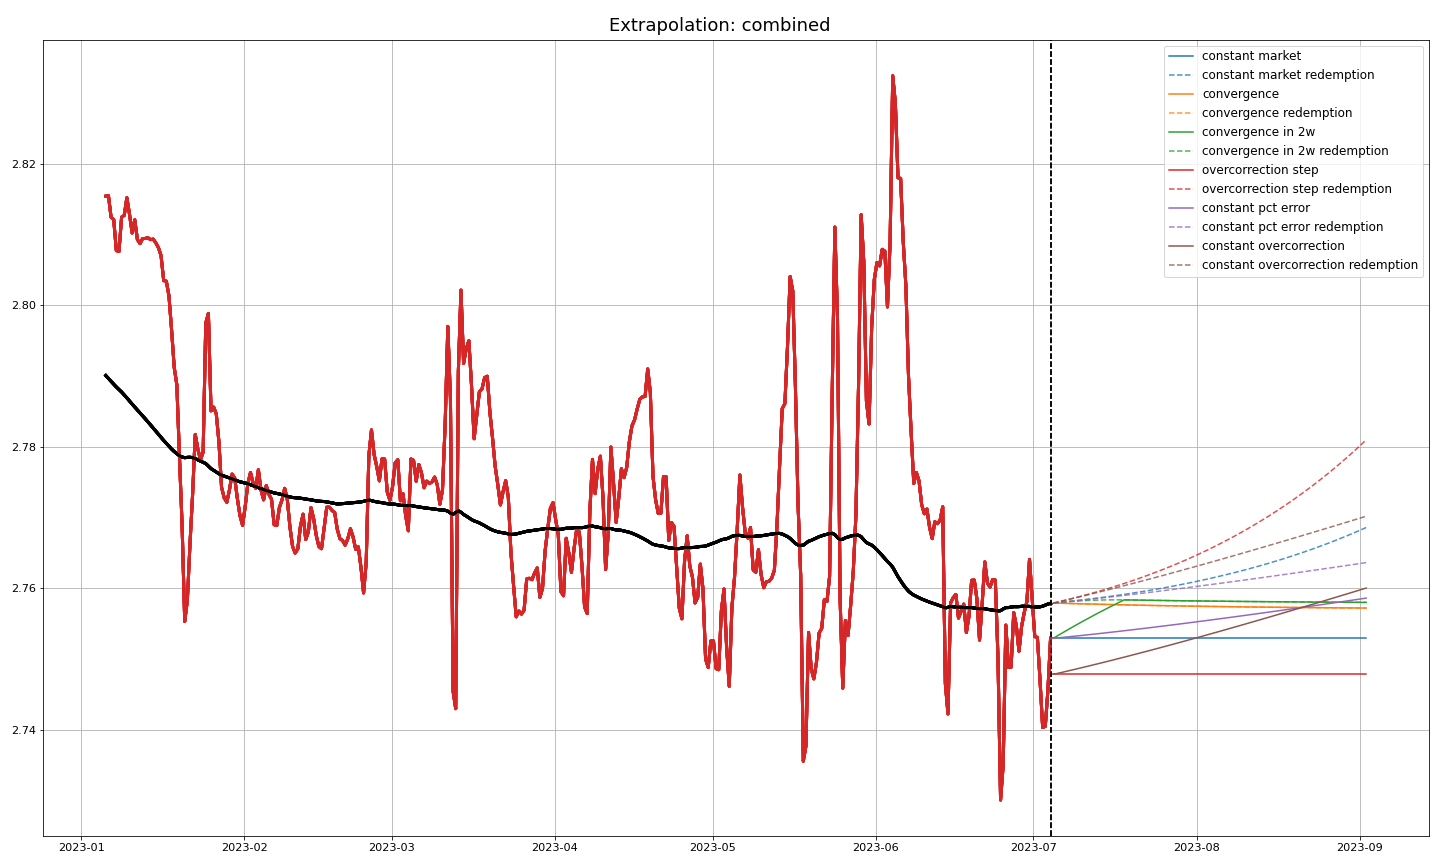 Extrapolation: combined
constant market
constant market redemption
convergence
convergence redemption
convergence in 2w
convergence in 2w redemption
overcorrection step
overcorrection step redemption
constant pct error
constant pct error redemption
constant overcorrection
constant overcorrection redemption
2.82
2.80
2.78
2.76
2.74
2023-01
2023-02
2023-03
2023-04
2023-05
2023-06
2023-07
2023-08
2023-09